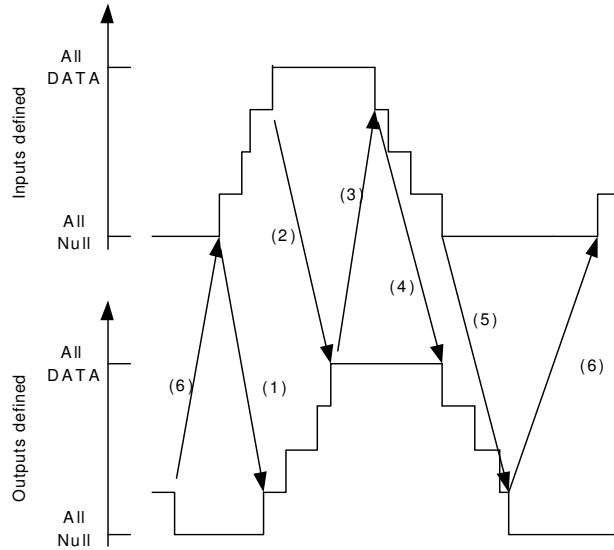 All
DATA
Inputs defined
All
Null
(2)
(3)
(4)
(5)
(6)
(6)
(1)
All
DATA
Outputs defined
All
Null